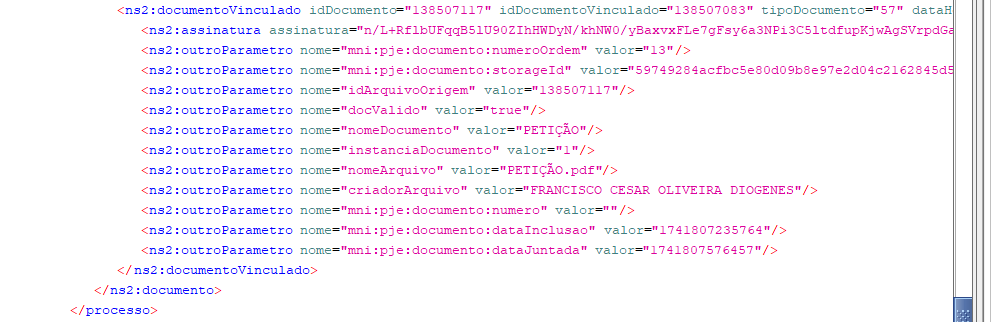 <ns2:documentoVinculado idDocumento="138507117" idDocumentoVinculado="138507083" tipoDocumento="57" dataH
<ns2:assinatura assinatura="n/L+RflbUFqqB5lU90ZIhHWDyN/khNW0/yBaxvxFLe7gFsy6a3NPi3C5ltdfupKjwAgSVrpdGa
<ns2:outroParametro nome="mni:pje:documento:numeroOrdem" valor="13"/>
<ns2:outroParametro nome="mni:pje:documento:storageId" valor="59749284acfbc5e80d09b8e97e2d04c2162845d5
<ns2:outroParametro nome="idArquivoOrigem" valor="138507117"/>
<ns2:outroParametro nome="docValido" valor="true"/>
<ns2:outroParametro nome="nomeDocumento" valor="PETIÇÃO"/>
<ns2:outroParametro nome="instanciaDocumento" valor="1"/>
<ns2:outroParametro nome="nomeArquivo" valor="PETIÇÃO.pdf"/>
<ns2:outroParametro nome="criadorArquivo" valor="FRANCISCO CESAR OLIVEIRA DIOGENES"/>
<ns2:outroParametro nome="mni:pje:documento:numero" valor=""/>
<ns2:outroParametro nome="mni:pje:documento:dataInclusao" valor="1741807235764"/>
<ns2:outroParametro nome="mni:pje:documento:dataJuntada" valor="1741807576457"/>
</ns2:documentoVinculado>
</ns2:documento>
</processo>